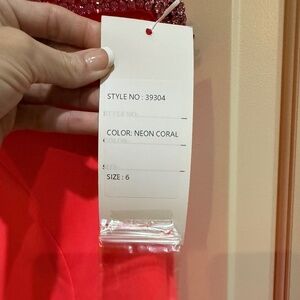 STYLE NO : 39304
COLOR: NEON CORAL
SIZE : 6